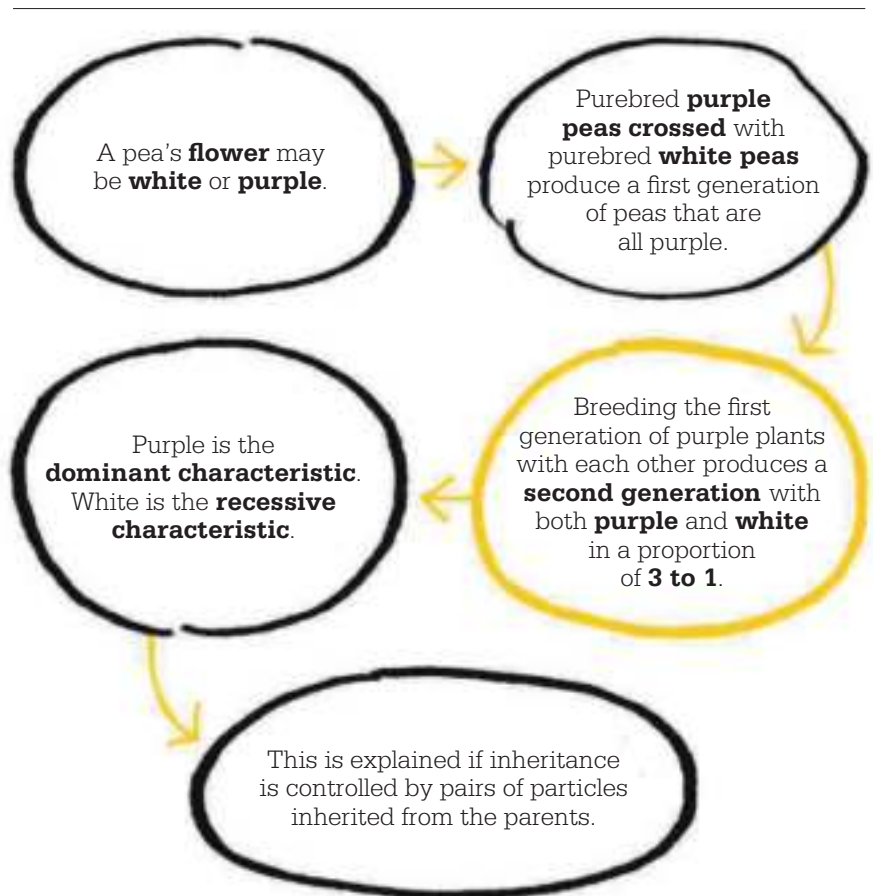 A pea's flower may
be white or purple.
Purebred purple
peas crossed with
purebred white peas
produce a first generation
of peas that are
all purple.
Breeding the first
generation of purple plants
with each other produces a
second generation with
both purple and white
in a proportion
of 3 to 1.
Purple is the
dominant characteristic.
White is the recessive
characteristic.
This is explained if inheritance
is controlled by pairs of particles
inherited from the parents.